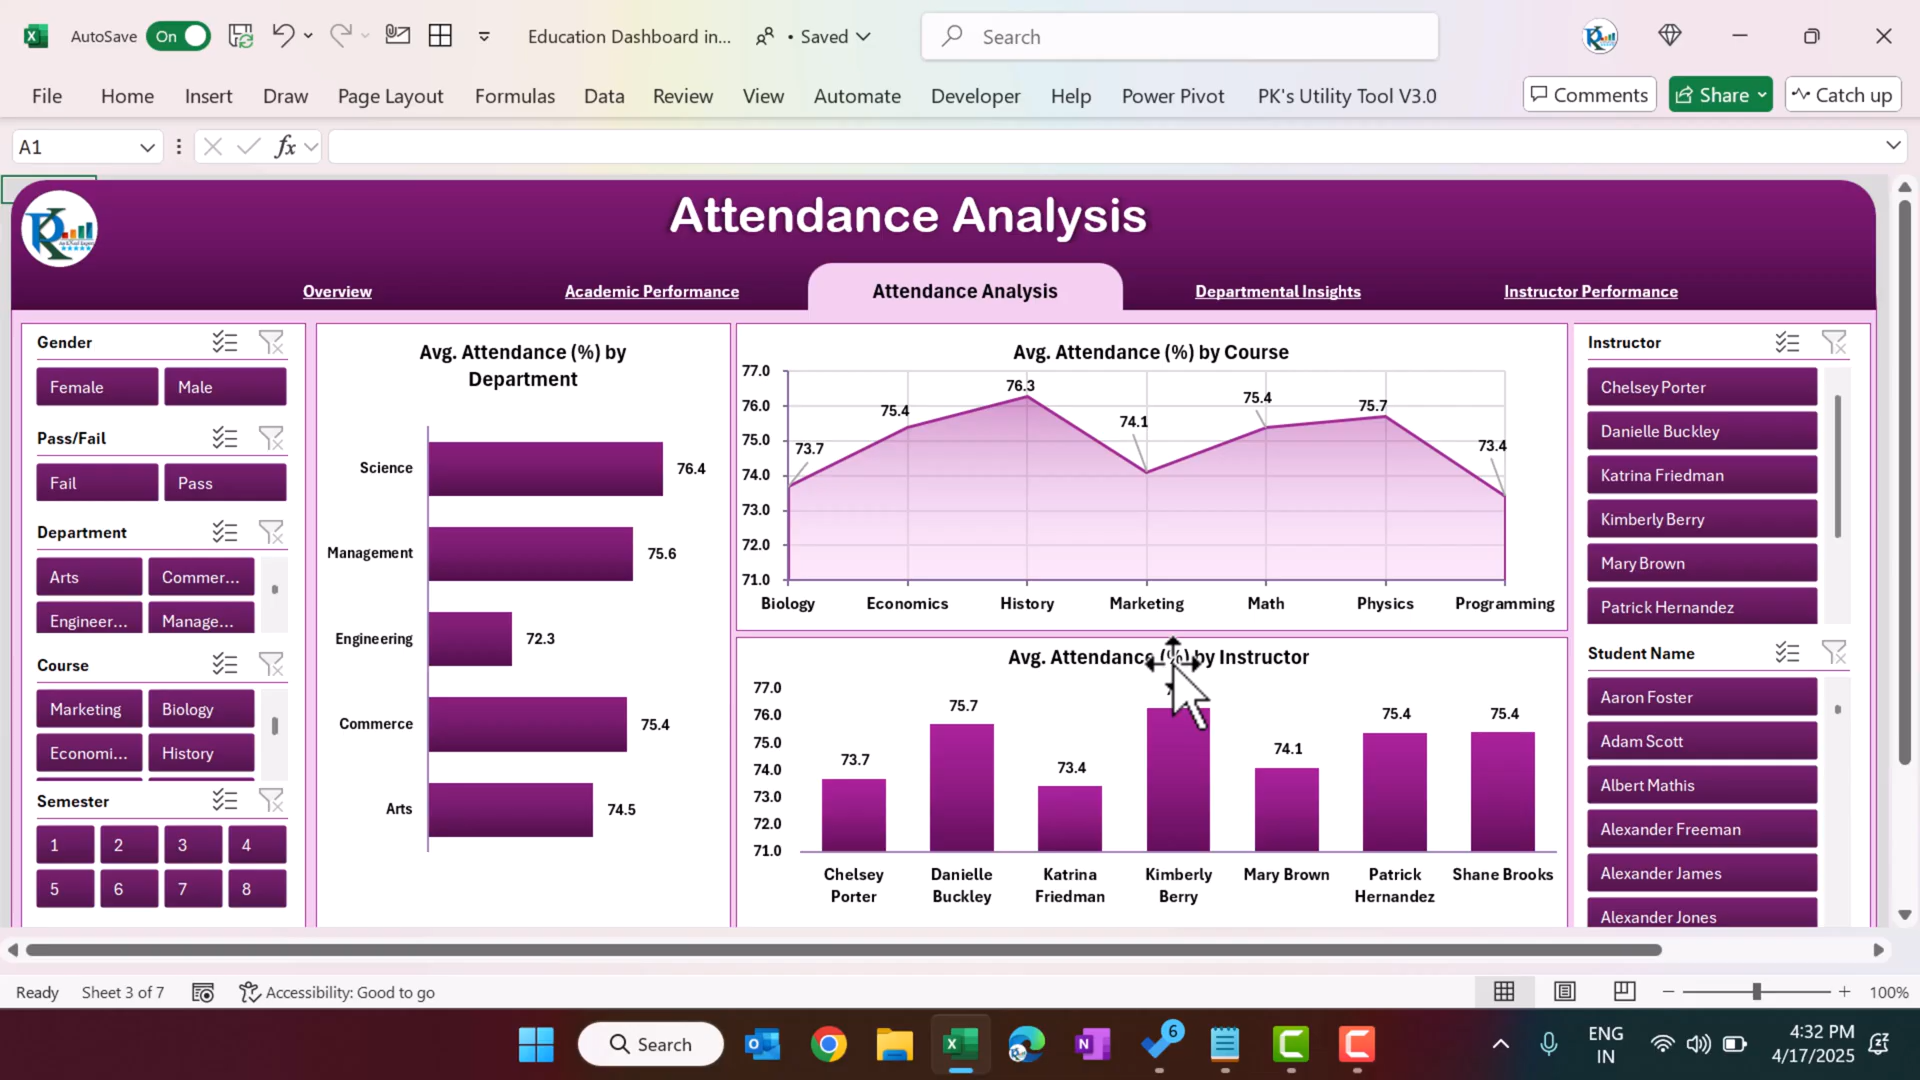 AutoSave On Education Dashboard in... • Saved Search
File Home Insert Draw Page Layout Formulas Data Review View Automate Developer Help Power Pivot PK's Utility Tool V3.0 Comments Share Catch up
A1 fx
Attendance Analysis
Overview Academic Performance Attendance Analysis Departmental Insights Instructor Performance
Gender
Female Male
Pass/Fail
Fail Pass
Department
Arts Commer...
Engineer... Manage...
Course
Marketing Biology
Economi... History
Semester
1 2 3 4
5 6 7 8
Avg. Attendance (%) by
Department
Science 76.4
Management 75.6
Engineering 72.3
Commerce 75.4
Arts 74.5
Avg. Attendance (%) by Course
77.0
76.0
75.0
74.0
73.0
72.0
71.0
73.7 75.4 76.3 74.1 75.4 75.7 73.4
Biology Economics History Marketing Math Physics Programming
Avg. Attendance (%) by Instructor
77.0
76.0
75.0
74.0
73.0
72.0
71.0
73.7 75.7 73.4 74.1 75.4 75.4
Chelsey Danielle Katrina Kimberly Mary Brown Patrick Shane Brooks
Porter Buckley Friedman Berry Hernandez
Instructor
Chelsey Porter
Danielle Buckley
Katrina Friedman
Kimberly Berry
Mary Brown
Patrick Hernandez
Student Name
Aaron Foster
Adam Scott
Albert Mathis
Alexander Freeman
Alexander James
Alexander Jones
Ready Sheet 3 of 7 Accessibility: Good to go 100%
Search 6 ENG 4:32 PM
IN 4/17/2025